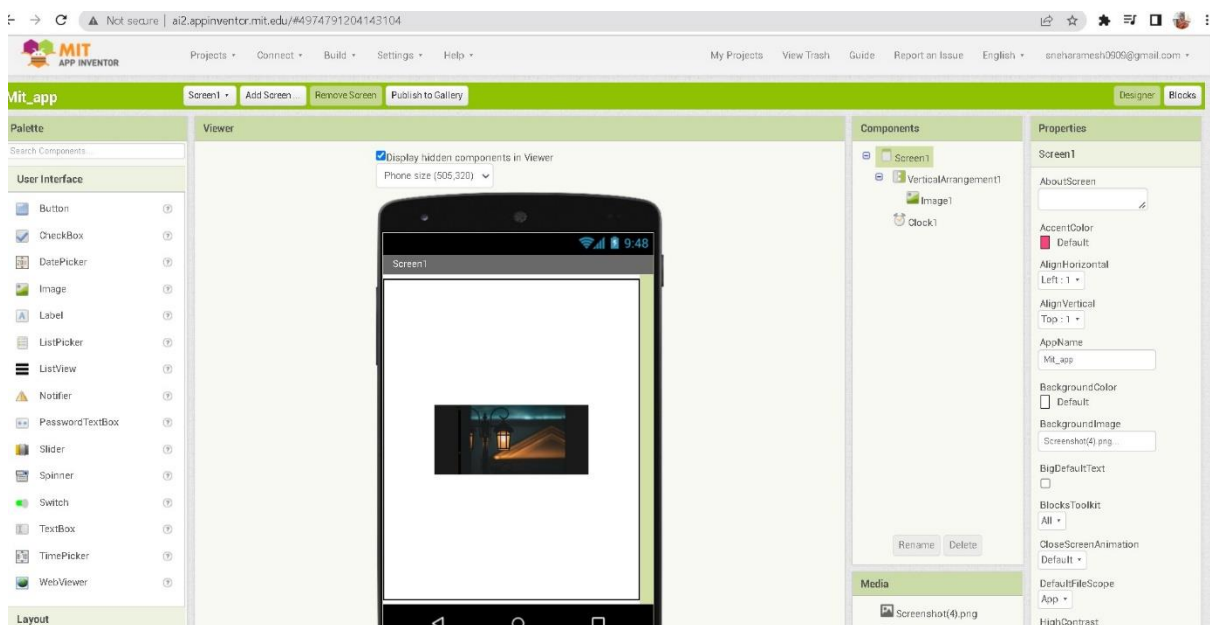 Not secure | ai2.appinventor.mit.edu/#4974791204143104
MIT
APP INVENTOR
Projects Connect Build Settings Help My Projects View Trash Guide Report an Issue English sneharamesh0909@gmail.com
Mit_app Screen1 Add Screen ... Remove Screen Publish to Gallery Designer Blocks
Palette
Search Components...
User Interface
Button
CheckBox
DatePicker
Image
Label
ListPicker
ListView
Notifier
PasswordTextBox
Slider
Spinner
Switch
TextBox
TimePicker
WebViewer
Layout
Viewer
Display hidden components in Viewer
Phone size (505,320)
9:48
Screen1
Components
Screen1
VerticalArrangement1
Image1
Clock1
Rename Delete
Media
Screenshot(4).png
Properties
Screen1
AboutScreen
AccentColor
Default
AlignHorizontal
Left : 1
AlignVertical
Top : 1
AppName
Mit_app
BackgroundColor
Default
BackgroundImage
Screenshot(4).png...
BigDefaultText
BlocksToolkit
All
CloseScreenAnimation
Default
DefaultFileScope
App
HighContrast